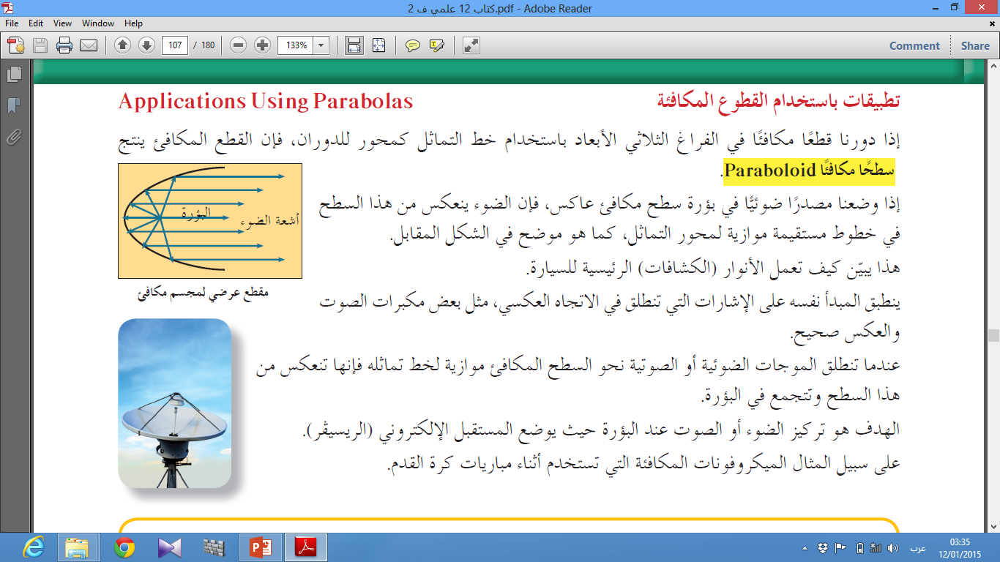 كتاب 12 علمي ف 2.pdf - Adobe Reader
File Edit View Window Help
107 / 180 133% Comment Share
تطبيقات باستخدام القطوع المكافئة Applications Using Parabolas
إذا دورنا قطعًا مكافئًا في الفراغ الثلاثي الأبعاد باستخدام خط التماثل كمحور للدوران، فإن القطع المكافئ ينتج
سطحًا مكافئًا Paraboloid.
إذا وضعنا مصدرًا ضوئيًّا في بؤرة سطح مكافئ عاكس، فإن الضوء ينعكس من هذا السطح
في خطوط مستقيمة موازية لمحور التماثل، كما هو موضح في الشكل المقابل.
هذا يبيّن كيف تعمل الأنوار (الكشافات) الرئيسية للسيارة.
ينطبق المبدأ نفسه على الإشارات التي تنطلق في الاتجاه العكسي، مثل بعض مكبرات الصوت
والعكس صحيح.
عندما تنطلق الموجات الضوئية أو الصوتية نحو السطح المكافئ موازية لخط تماثله فإنها تنعكس من
هذا السطح وتتجمع في البؤرة.
الهدف هو تركيز الضوء أو الصوت عند البؤرة حيث يوضع المستقبل الإلكتروني (الريسيڤر).
على سبيل المثال الميكروفونات المكافئة التي تستخدم أثناء مباريات كرة القدم.
البؤرة
أشعة الضوء
مقطع عرضي لمجسم مكافئ
عرب
03:35
12/01/2015